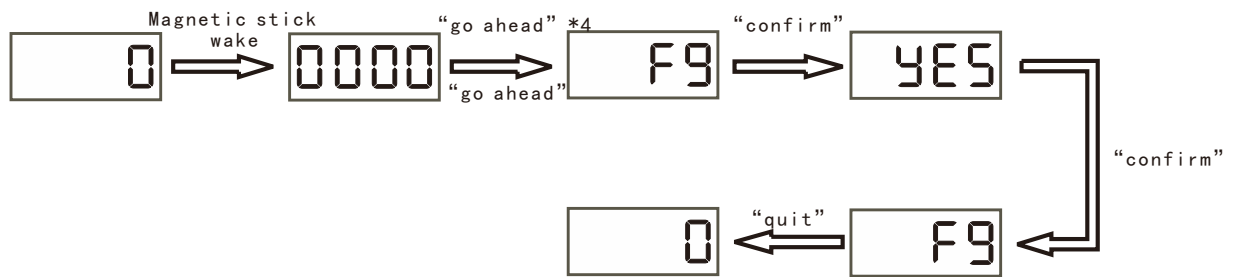 Magnetic stick
wake
“go ahead” *4
“confirm”
0
0000
F9
YES
“go ahead”
“confirm”
“quit”
0
F9